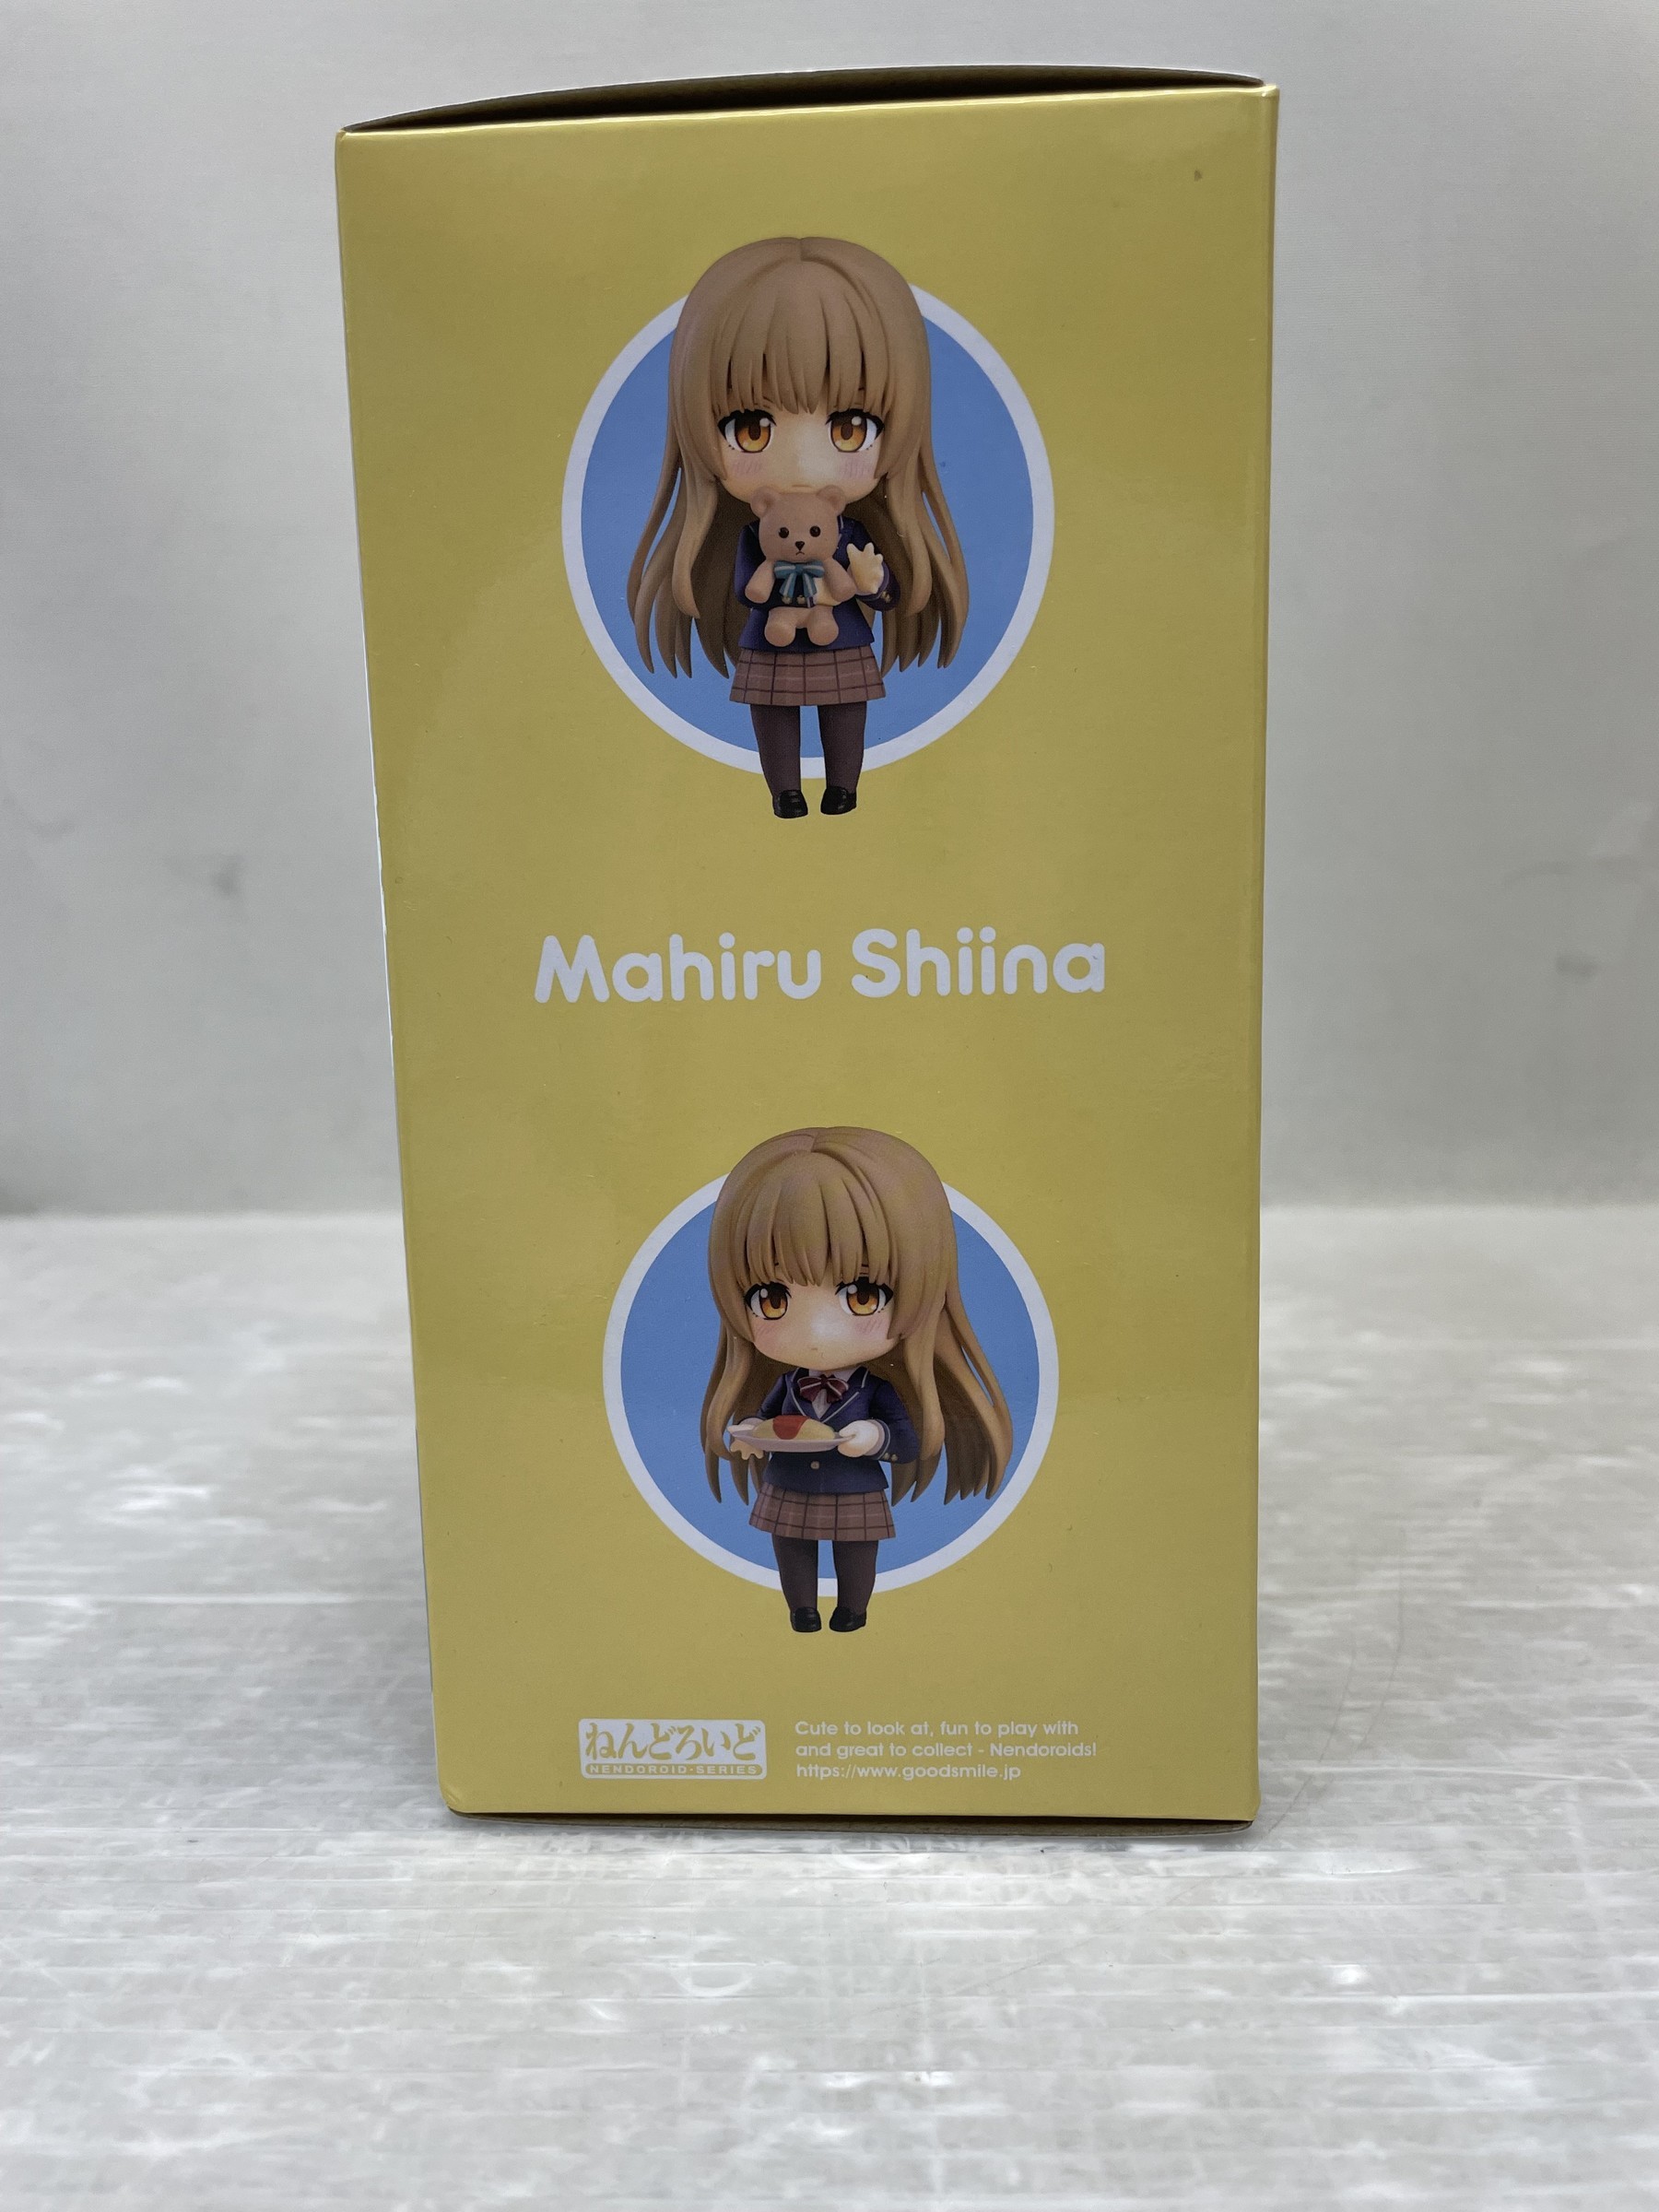 Mahiru Shiina
ねんどろいど
NENDOROID・SERIES
Cute to look at, fun to play with
and great to collect - Nendoroids!
https://www.goodsmile.jp